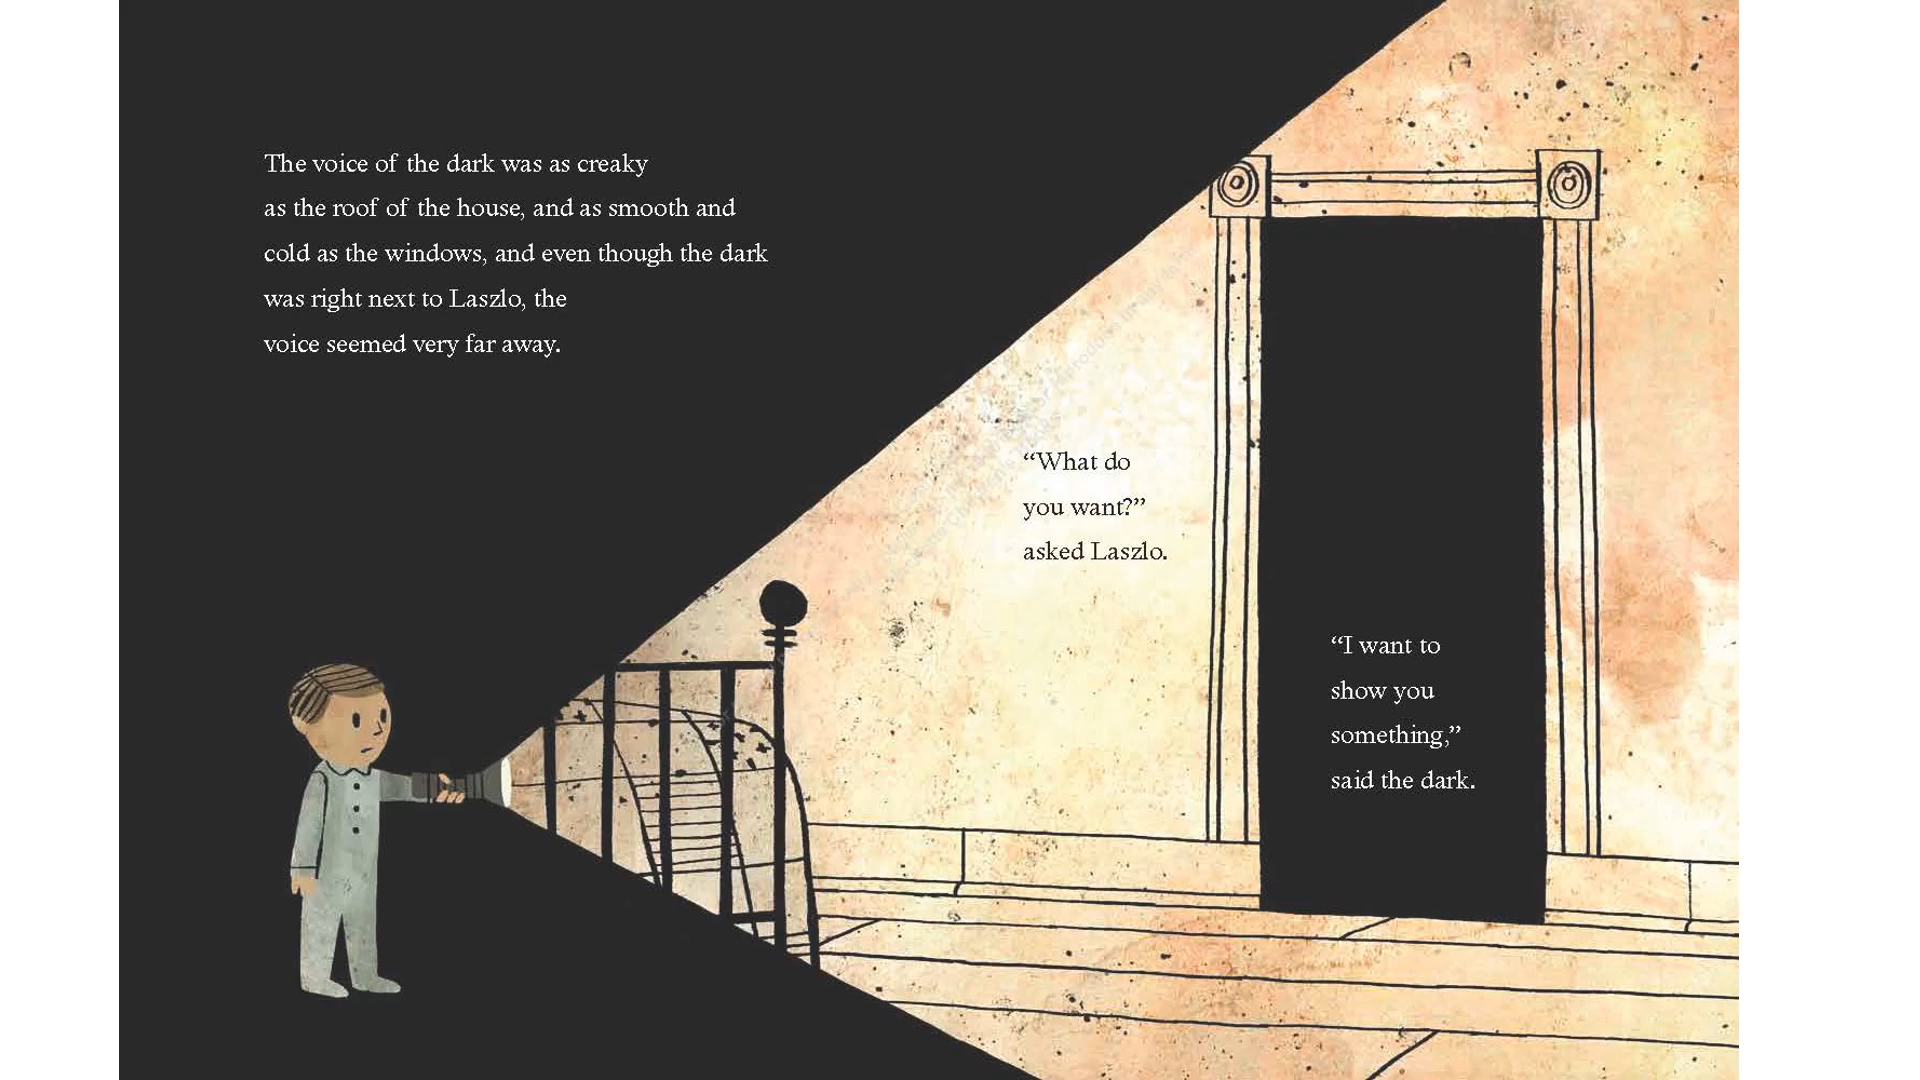 The voice of the dark was as creaky
as the roof of the house, and as smooth and
cold as the windows, and even though the dark
was right next to Laszlo, the
voice seemed very far away.
“What do
you want?”
asked Laszlo.
“I want to
show you
something,”
said the dark.